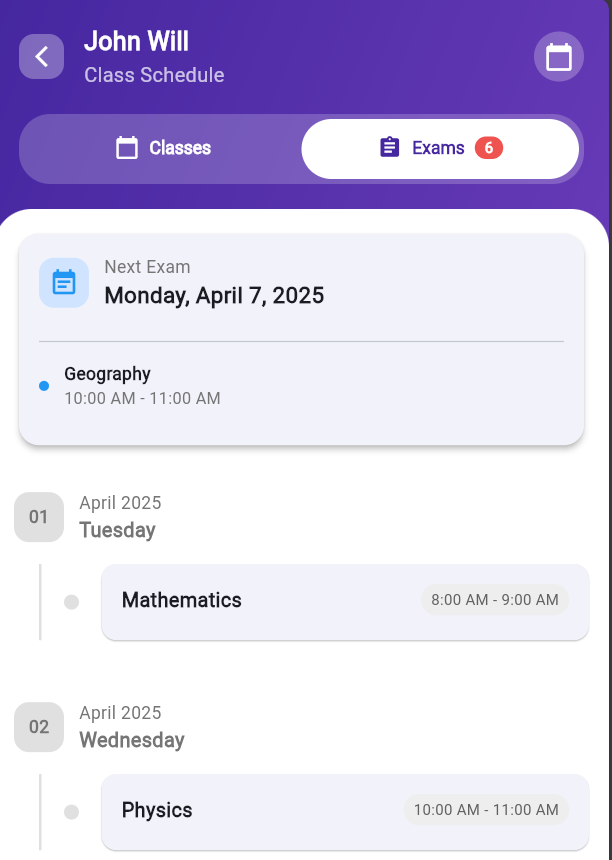 John Will
Class Schedule
Classes
Exams 6
Next Exam
Monday, April 7, 2025
Geography
10:00 AM - 11:00 AM
01
April 2025
Tuesday
Mathematics
8:00 AM - 9:00 AM
02
April 2025
Wednesday
Physics
10:00 AM - 11:00 AM